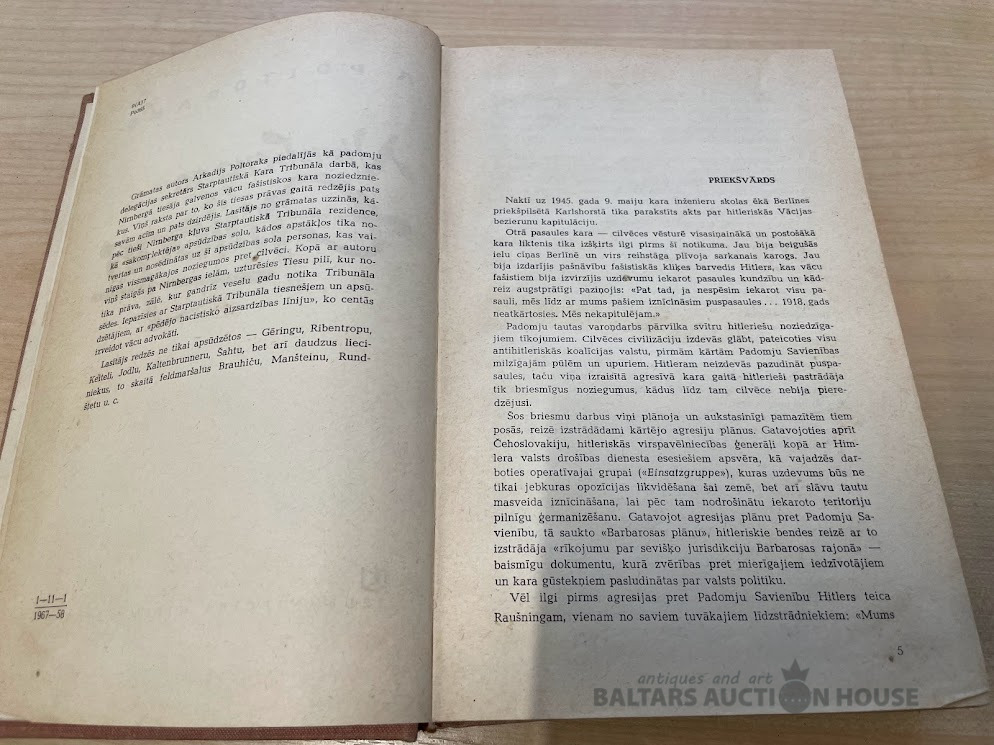 9(A)7
Po355
Grāmatas autors Arkadijs Poltoraks piedalījās kā padomju
delegācijas sekretārs Starptautiskā Kara Tribunāla darbā, kas
Nirnbergā tiesāja galvenos vācu fašistiskos kara noziedznie-
kus. Viņš raksta par to, ko šis tiesas prāvas gaitā redzējis pats
savām acīm un pats dzirdējis. Lasītājs no grāmatas uzzinās, kā-
pēc tieši Nirnberga kļuva Starptautiskā Tribunāla rezidence,
kā «sakomplektēja» apsūdzības solu, kādos apstākļos tika no-
tvertas un nosēdinātas uz šī apsūdzības sola personas, kas vai-
nīgas vissmagākajos noziegumos pret cilvēci. Kopā ar autoru
viņš staigās pa Nirnbergas ielām, uzturēsies Tiesu pilī, kur no-
tika prāva, zālē, kur gandrīz veselu gadu notika Tribunāla
sēdes. Iepazīsies ar Starptautiskā Tribunāla tiesnešiem un apsū-
dzētājiem, ar «pēdējo nacistisko aizsardzības līniju», ko centās
izveidot vācu advokāti.
Lasītājs redzēs ne tikai apsūdzētos — Gēringu, Ribentropu,
Keiteli, Jodlu, Kaltenbrunneru, Šahtu, bet arī daudzus lieci-
niekus, to skaitā feldmaršalus Brauhiču, Manšteinu, Rund-
štetu u. c.
1—11—1
1967—58
PRIEKŠVĀRDS
Naktī uz 1945. gada 9. maiju kara inženieru skolas ēkā Berlīnes
priekšpilsētā Karlshorstā tika parakstīts akts par hitleriskās Vācijas
bezierunu kapitulāciju.
Otrā pasaules kara — cilvēces vēsturē visasiņainākā un postošākā
kara liktenis tika izšķirts ilgi pirms šī notikuma. Jau bija beigušās
ielu cīņas Berlīnē un virs reihstāga plīvoja sarkanais karogs. Jau
bija izdarījis pašnāvību fašistiskās kliķes barvedis Hitlers, kas vācu
fašistiem bija izvirzījis uzdevumu iekarot pasaules kundzību un kād-
reiz augstprātīgi paziņojis: «Pat tad, ja nespēsim iekarot visu pa-
sauli, mēs līdz ar mums pašiem iznīcināsim puspasaules... 1918. gads
neatkārtosies. Mēs nekapitulējam.»
Padomju tautas varoņdarbs pārvilka svītru hitleriešu noziedzīga-
jiem tīkojumiem. Cilvēces civilizāciju izdevās glābt, pateicoties visu
antihitleriskās koalīcijas valstu, pirmām kārtām Padomju Savienības
milzīgajām pūlēm un upuriem. Hitleram neizdevās pazudināt puspa-
saules, taču viņa izraisītā agresīvā kara gaitā hitlerieši pastrādāja
tik briesmīgus noziegumus, kādus līdz tam cilvēce nebija piere-
dzējusi.
Šos briesmu darbus viņi plānoja un aukstasinīgi pamazītēm tiem
posās, reizē izstrādādami kārtējo agresiju plānus. Gatavojoties aprīt
Čehoslovakiju, hitleriskās virspavēlniecības ģenerāļi kopā ar Him-
lera valsts drošības dienesta esesiešiem apsvēra, kā vajadzēs dar-
boties operatīvajai grupai («Einsatzgruppe»), kuras uzdevums būs ne
tikai jebkuras opozīcijas likvidēšana šai zemē, bet arī slāvu tautu
masveida iznīcināšana, lai pēc tam nodrošinātu iekaroto teritoriju
pilnīgu ģermanizēšanu. Gatavojot agresijas plānu pret Padomju Sa-
vienību, tā saukto «Barbarosas plānu», hitleriskie bendes reizē ar to
izstrādāja «rīkojumu par sevišķo jurisdikciju Barbarosas rajonā» —
baismīgu dokumentu, kurā zvērības pret mierīgajiem iedzīvotājiem
un kara gūstekņiem pasludinātas par valsts politiku.
Vēl ilgi pirms agresijas pret Padomju Savienību Hitlers teica
Raušningam, vienam no saviem tuvākajiem līdzstrādniekiem: «Mums
5
antiques and art
BALTARS AUCTION HOUSE